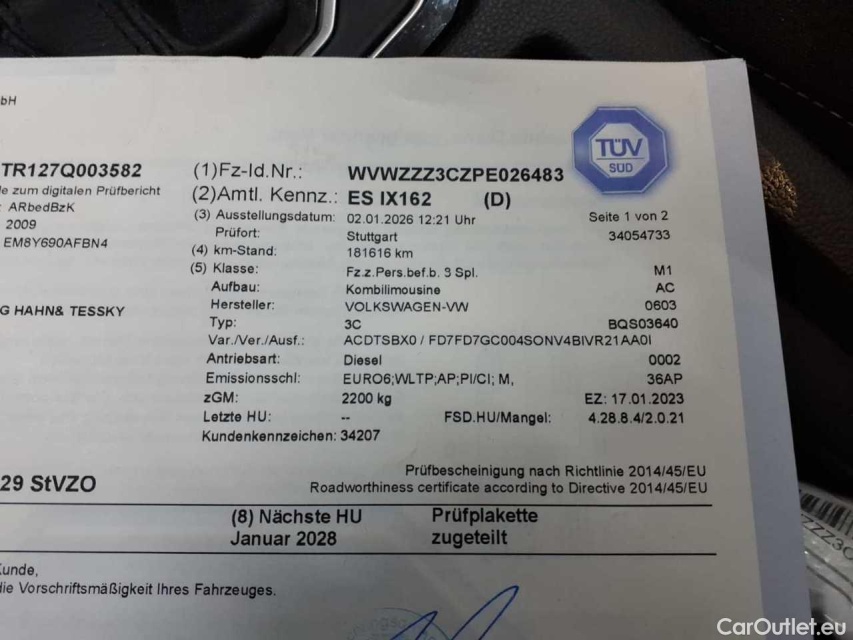 bH
TÜV
SÜD
TR127Q003582
(1)Fz-Id.Nr.: WVWZZZ3CZPE026483
e zum digitalen Prüfbericht
(2)Amtl. Kennz.: ES IX162 (D)
: ARbedBzK
(3) Ausstellungsdatum: 02.01.2026 12:21 Uhr Seite 1 von 2
2009
Prüfort: Stuttgart 34054733
EM8Y690AFBN4
(4) km-Stand: 181616 km
(5) Klasse: Fz.z.Pers.bef.b. 3 Spl. M1
Aufbau: Kombilimousine AC
G HAHN& TESSKY
Hersteller: VOLKSWAGEN-VW 0603
Typ: 3C BQS03640
Var./Ver./Ausf.: ACDTSBX0 / FD7FD7GC004SONV4BIVR21AA0I
Antriebsart: Diesel 0002
Emissionsschl: EURO6;WLTP;AP;PI/CI; M, 36AP
zGM: 2200 kg EZ: 17.01.2023
Letzte HU: -- FSD.HU/Mangel: 4.28.8.4/2.0.21
Kundenkennzeichen: 34207
29 StVZO
Prüfbescheinigung nach Richtlinie 2014/45/EU
Roadworthiness certificate according to Directive 2014/45/EU
(8) Nächste HU Prüfplakette
Januar 2028 zugeteilt
unde,
ie Vorschriftsmäßigkeit Ihres Fahrzeuges.
ZZZ3C
CarOutlet.eu